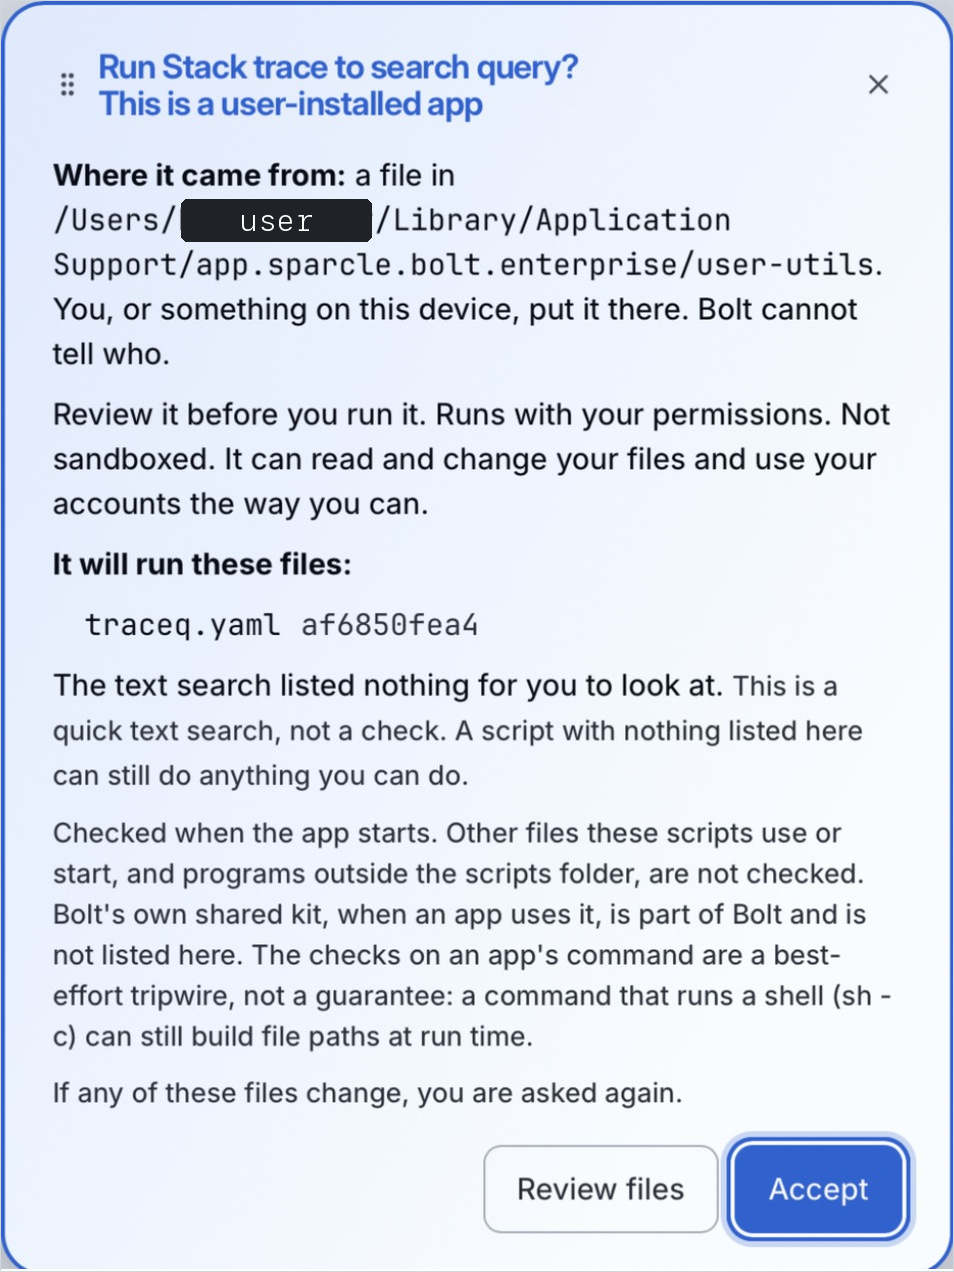 Run Stack trace to search query?
This is a user-installed app
Where it came from: a file in
/Users/user/Library/Application
Support/app.sparcle.bolt.enterprise/user-utils.
You, or something on this device, put it there. Bolt cannot
tell who.
Review it before you run it. Runs with your permissions. Not
sandboxed. It can read and change your files and use your
accounts the way you can.
It will run these files:
traceq.yaml af6850fea4
The text search listed nothing for you to look at. This is a
quick text search, not a check. A script with nothing listed here
can still do anything you can do.
Checked when the app starts. Other files these scripts use or
start, and programs outside the scripts folder, are not checked.
Bolt's own shared kit, when an app uses it, is part of Bolt and is
not listed here. The checks on an app's command are a best-
effort tripwire, not a guarantee: a command that runs a shell (sh -
c) can still build file paths at run time.
If any of these files change, you are asked again.
Review files
Accept